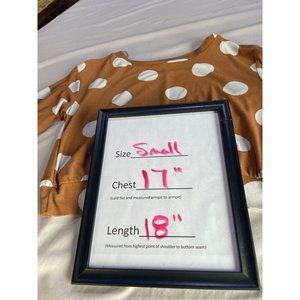 Size Small
Chest 17"
(Laid flat and measured armpit to armpit)
Length 18"
(Measured from highest point of shoulder to bottom seam)